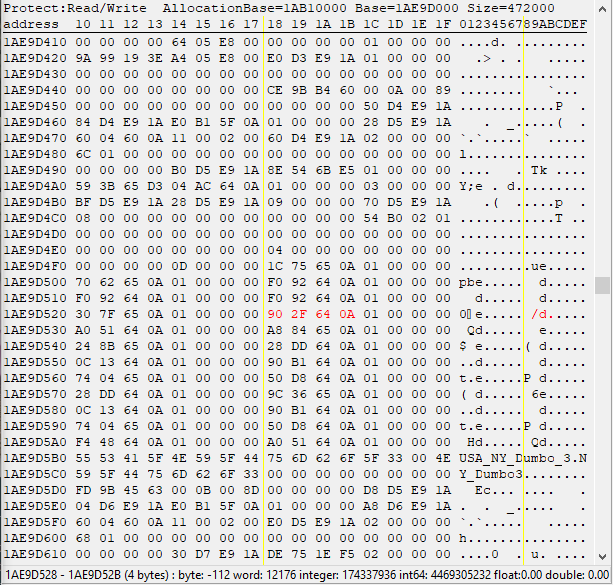 Protect:Read/Write AllocationBase=1AB10000 Base=1AE9D000 Size=472000
address 10 11 12 13 14 15 16 17 18 19 1A 1B 1C 1D 1E 1F 0123456789ABCDEF
1AE9D410 00 00 00 00 64 05 E8 00 00 00 00 00 01 00 00 00 ....d. .........
1AE9D420 9A 99 19 3E A4 05 E8 00 E0 D3 E9 1A 01 00 00 00 .> . . .....
1AE9D430 00 00 00 00 00 00 00 00 00 00 00 00 00 00 00 00 ................
1AE9D440 00 00 00 00 00 00 00 00 CE 9B B4 60 00 0A 00 89 ........ `...
1AE9D450 00 00 00 00 00 00 00 00 00 00 00 00 50 D4 E9 1A ............P .
1AE9D460 84 D4 E9 1A E0 B1 5F 0A 01 00 00 00 28 D5 E9 1A . _.....( .
1AE9D470 60 04 60 0A 11 00 02 00 60 D4 E9 1A 02 00 00 00 `.`.....` .....
1AE9D480 6C 01 00 00 00 00 00 00 00 00 00 00 00 00 00 00 l...............
1AE9D490 00 00 00 00 B0 D5 E9 1A 8E 54 6B E5 01 00 00 00 .... . Tk ....
1AE9D4A0 59 3B 65 D3 04 AC 64 0A 01 00 00 00 03 00 00 00 Y;e . d.........
1AE9D4B0 BF D5 E9 1A 28 D5 E9 1A 09 00 00 00 70 D5 E9 1A .( .....p .
1AE9D4C0 08 00 00 00 00 00 00 00 00 00 00 00 54 B0 02 01 ............T ..
1AE9D4D0 00 00 00 00 00 00 00 00 00 00 00 00 00 00 00 00 ................
1AE9D4E0 00 00 00 00 00 00 00 00 04 00 00 00 00 00 00 00 ................
1AE9D4F0 00 00 00 00 0D 00 00 00 1C 75 65 0A 01 00 00 00 .........ue.....
1AE9D500 70 62 65 0A 01 00 00 00 F0 92 64 0A 01 00 00 00 pbe..... d.....
1AE9D510 F0 92 64 0A 01 00 00 00 F0 92 64 0A 01 00 00 00 d..... d.....
1AE9D520 30 7F 65 0A 01 00 00 00 90 2F 64 0A 01 00 00 00 0 e..... /d.....
1AE9D530 A0 51 64 0A 01 00 00 00 A8 84 65 0A 01 00 00 00 Qd..... e.....
1AE9D540 24 8B 65 0A 01 00 00 00 28 DD 64 0A 01 00 00 00 $ e.....( d.....
1AE9D550 0C 13 64 0A 01 00 00 00 90 B1 64 0A 01 00 00 00 ..d..... d.....
1AE9D560 74 04 65 0A 01 00 00 00 50 D8 64 0A 01 00 00 00 t.e.....P d.....
1AE9D570 28 DD 64 0A 01 00 00 00 9C 36 65 0A 01 00 00 00 ( d..... 6e.....
1AE9D580 0C 13 64 0A 01 00 00 00 90 B1 64 0A 01 00 00 00 ..d..... d.....
1AE9D590 74 04 65 0A 01 00 00 00 50 D8 64 0A 01 00 00 00 t.e.....P d.....
1AE9D5A0 F4 48 64 0A 01 00 00 00 A0 51 64 0A 01 00 00 00 Hd..... Qd.....
1AE9D5B0 55 53 41 5F 4E 59 5F 44 75 6D 62 6F 5F 33 00 4E USA_NY_Dumbo_3.N
1AE9D5C0 59 5F 44 75 6D 62 6F 33 00 00 00 00 00 00 00 00 Y_Dumbo3........
1AE9D5D0 FD 9B 45 63 00 0B 00 8D 00 00 00 00 D8 D5 E9 1A Ec... .... .
1AE9D5E0 04 D6 E9 1A E0 B1 5F 0A 01 00 00 00 A8 D6 E9 1A . . _..... .
1AE9D5F0 60 04 60 0A 11 00 02 00 E0 D5 E9 1A 02 00 00 00 `.`..... .....
1AE9D600 68 01 00 00 00 00 00 00 00 00 00 00 00 00 00 00 h...............
1AE9D610 00 00 00 00 30 D7 E9 1A DE 75 1E F5 02 00 00 00 ....0 . u. ....
1AE9D528 - 1AE9D52B (4 bytes) : byte: -112 word: 12176 integer: 174337936 int64: 4469305232 float:0.00 double: 0.00